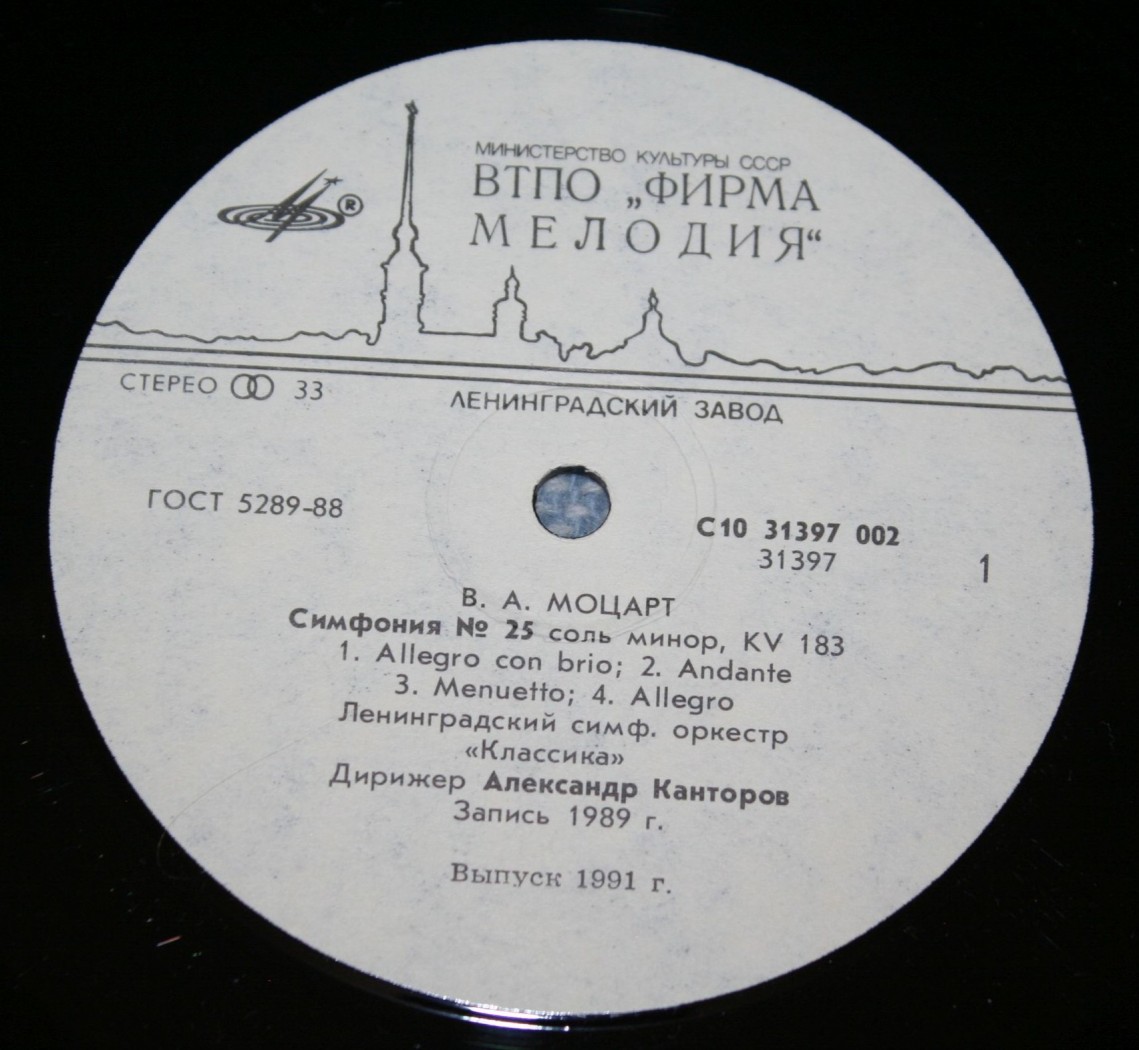 МИНИСТЕРСТВО КУЛЬТУРЫ СССР
ВТПО „ФИРМА
МЕЛОДИЯ“
®
СТЕРЕО 33
ЛЕНИНГРАДСКИЙ ЗАВОД
ГОСТ 5289-88
С10 31397 002
31397
1
В. А. МОЦАРТ
Симфония № 25 соль минор, KV 183
1. Allegro con brio; 2. Andante
3. Menuetto; 4. Allegro
Ленинградский симф. оркестр
«Классика»
Дирижер Александр Канторов
Запись 1989 г.
Выпуск 1991 г.